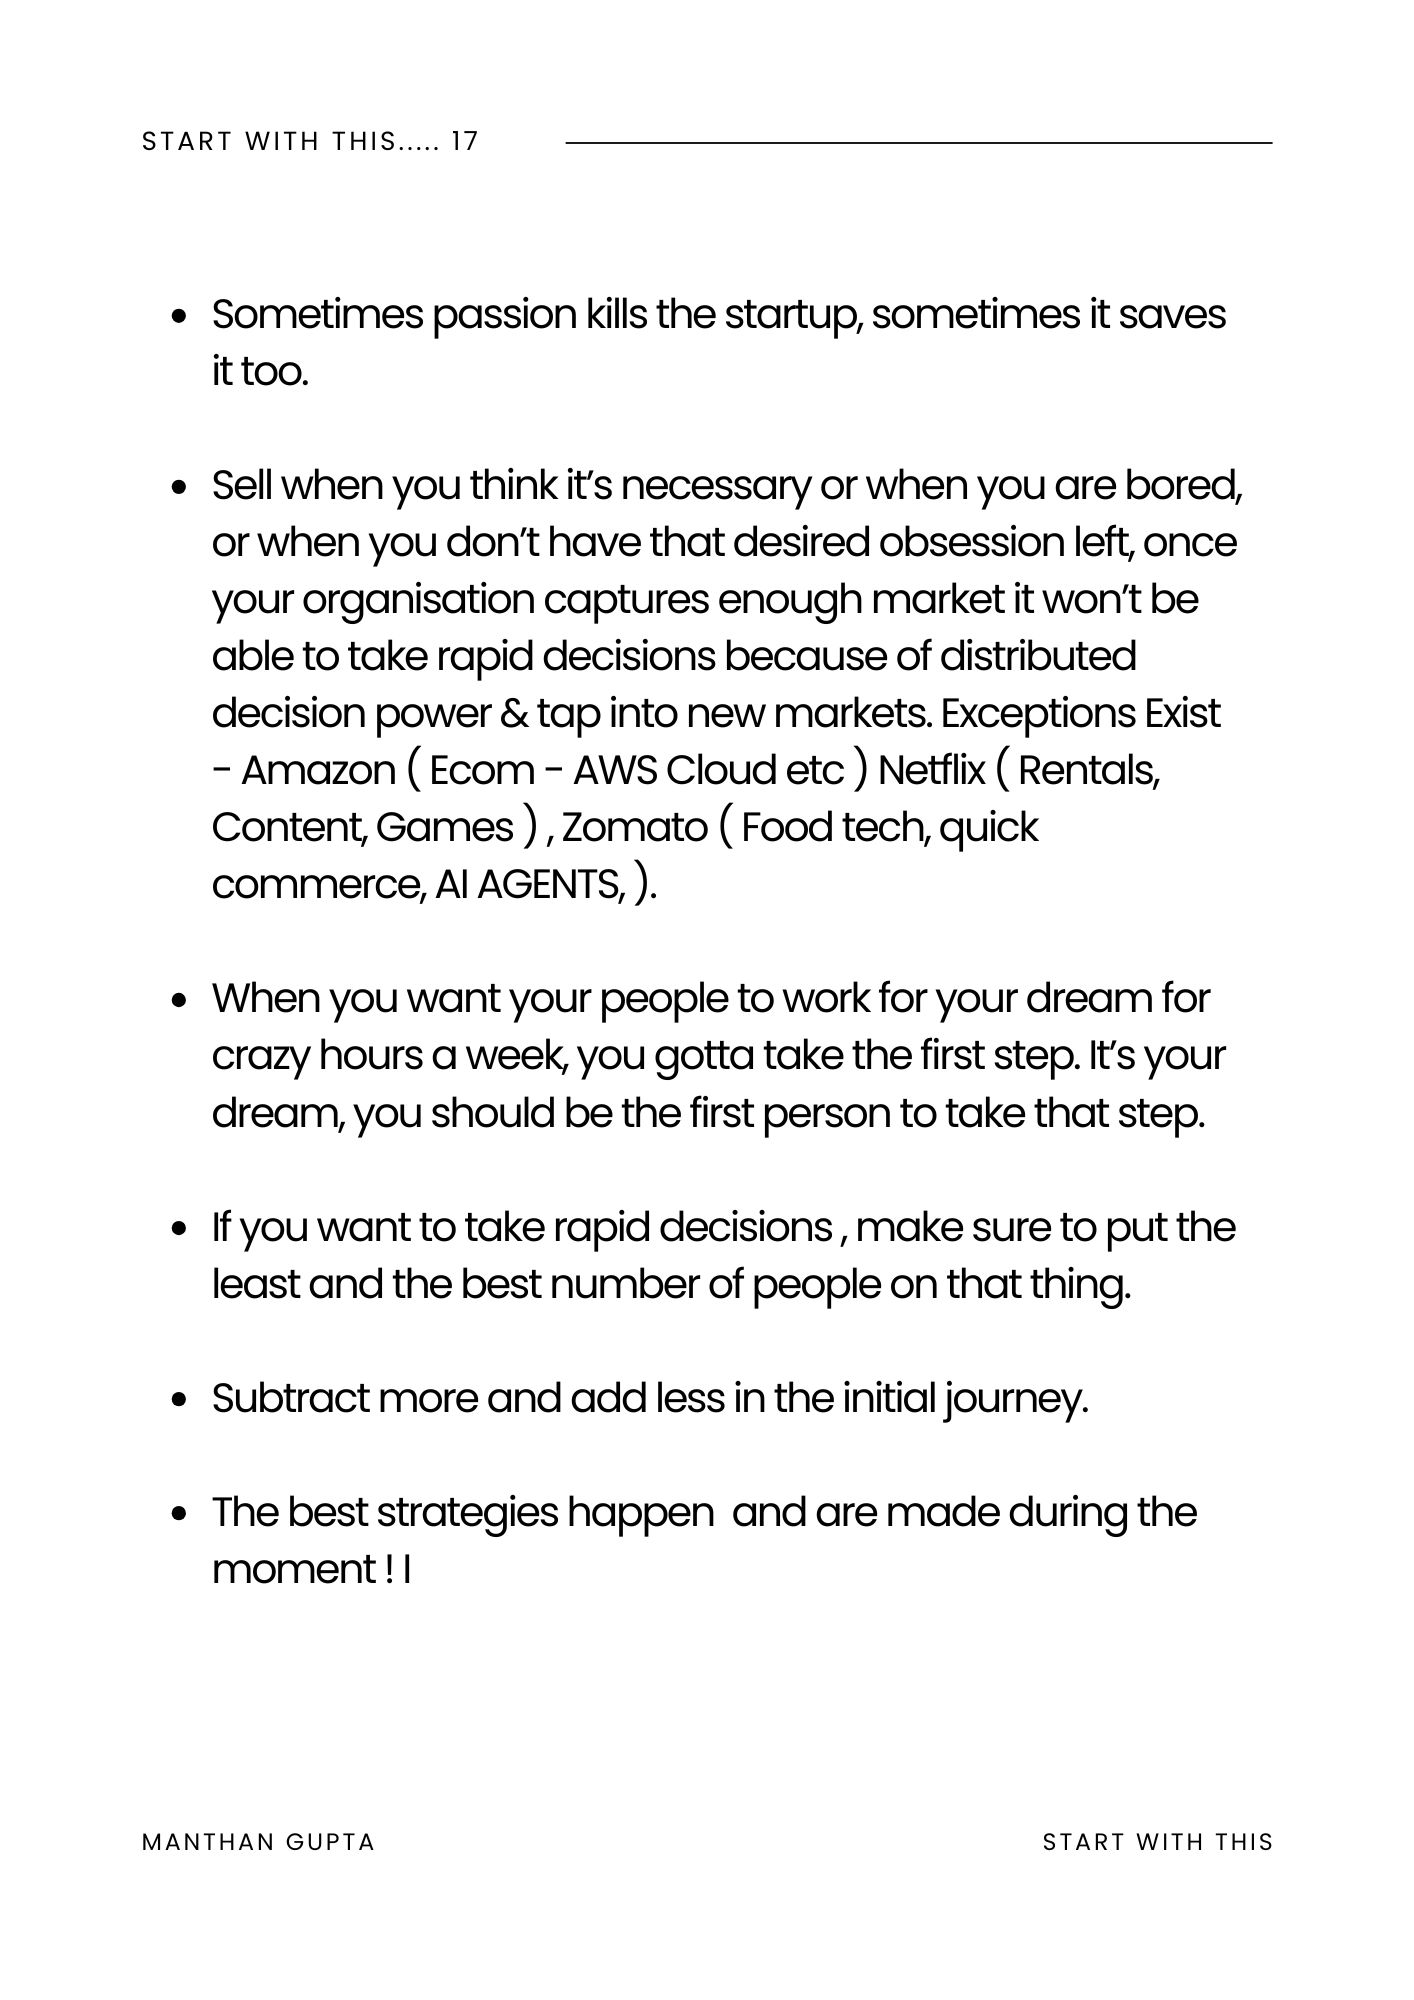 START WITH THIS..... 17
• Sometimes passion kills the startup, sometimes it saves
it too.
• Sell when you think it’s necessary or when you are bored,
or when you don’t have that desired obsession left, once
your organisation captures enough market it won’t be
able to take rapid decisions because of distributed
decision power & tap into new markets. Exceptions Exist
- Amazon ( Ecom - AWS Cloud etc ) Netflix ( Rentals,
Content, Games ) , Zomato ( Food tech, quick
commerce, AI AGENTS, ).
• When you want your people to work for your dream for
crazy hours a week, you gotta take the first step. It’s your
dream, you should be the first person to take that step.
• If you want to take rapid decisions , make sure to put the
least and the best number of people on that thing.
• Subtract more and add less in the initial journey.
• The best strategies happen  and are made during the
moment ! I
MANTHAN GUPTA
START WITH THIS